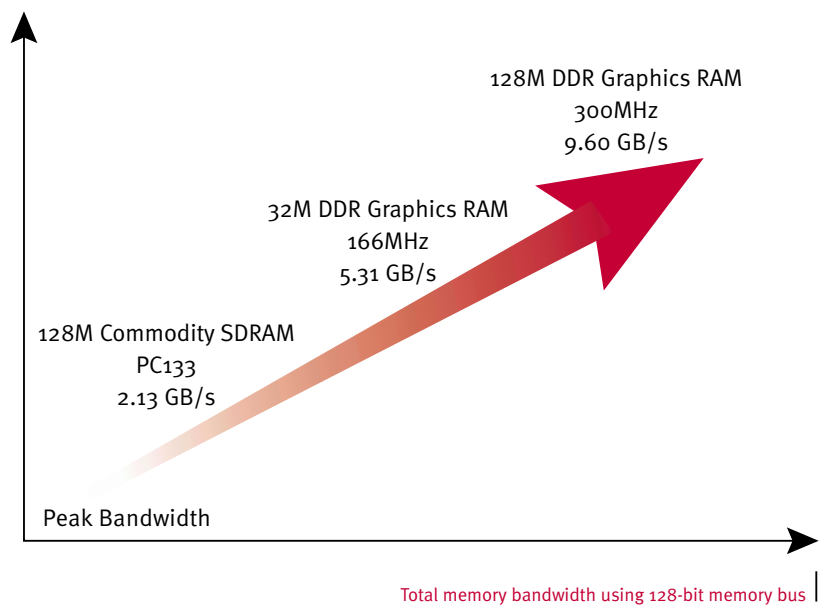 128M DDR Graphics RAM
300MHz
9.60 GB/s
32M DDR Graphics RAM
166MHz
5.31 GB/s
128M Commodity SDRAM
PC133
2.13 GB/s
Peak Bandwidth
Total memory bandwidth using 128-bit memory bus